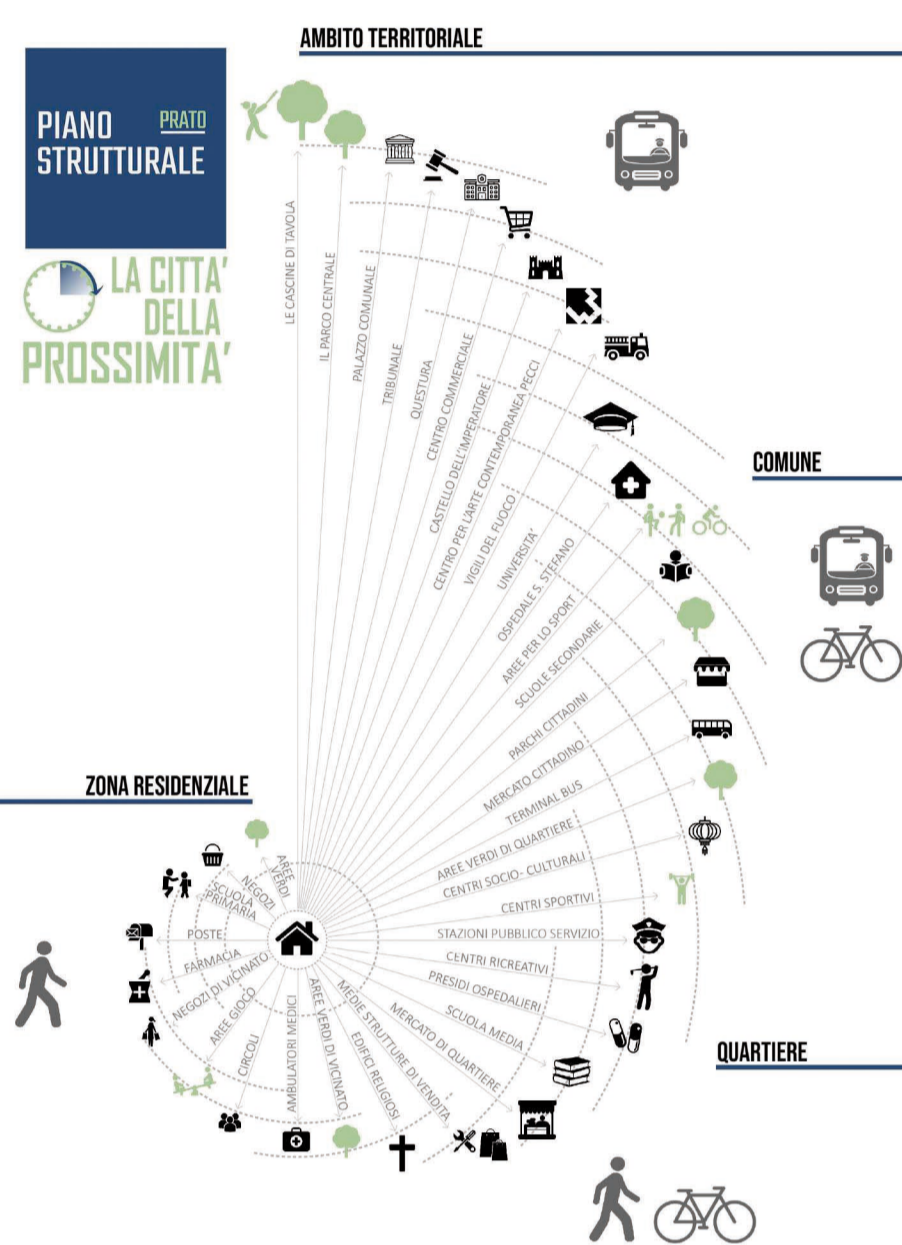 AMBITO TERRITORIALE
PIANO PRATO
STRUTTURALE
LA CITTA'
DELLA
PROSSIMITA'
LE CASCINE DI TAVOLA
IL PARCO CENTRALE
PALAZZO COMUNALE
TRIBUNALE
QUESTURA
CENTRO COMMERCIALE
CASTELLO DELL'IMPERATORE
CENTRO PER L'ARTE CONTEMPORANEA PECCI
VIGILI DEL FUOCO
UNIVERSITA'
OSPEDALE S. STEFANO
COMUNE
AREE PER LO SPORT
SCUOLE SECONDARIE
PARCHI CITTADINI
MERCATO CITTADINO
TERMINAL BUS
AREE VERDI DI QUARTIERE
CENTRI SOCIO- CULTURALI
CENTRI SPORTIVI
STAZIONI PUBBLICO SERVIZIO
CENTRI RICREATIVI
PRESIDI OSPEDALIERI
SCUOLA MEDIA
MERCATO DI QUARTIERE
MEDIE STRUTTURE DI VENDITA
QUARTIERE
EDIFICI RELIGIOSI
AREE VERDI DI VICINATO
AMBULATORI MEDICI
CIRCOLI
AREE GIOCO
NEGOZI DI VICINATO
FARMACIA
POSTE
SCUOLA
PRIMARIA
NEGOZI
AREE
VERDI
ZONA RESIDENZIALE